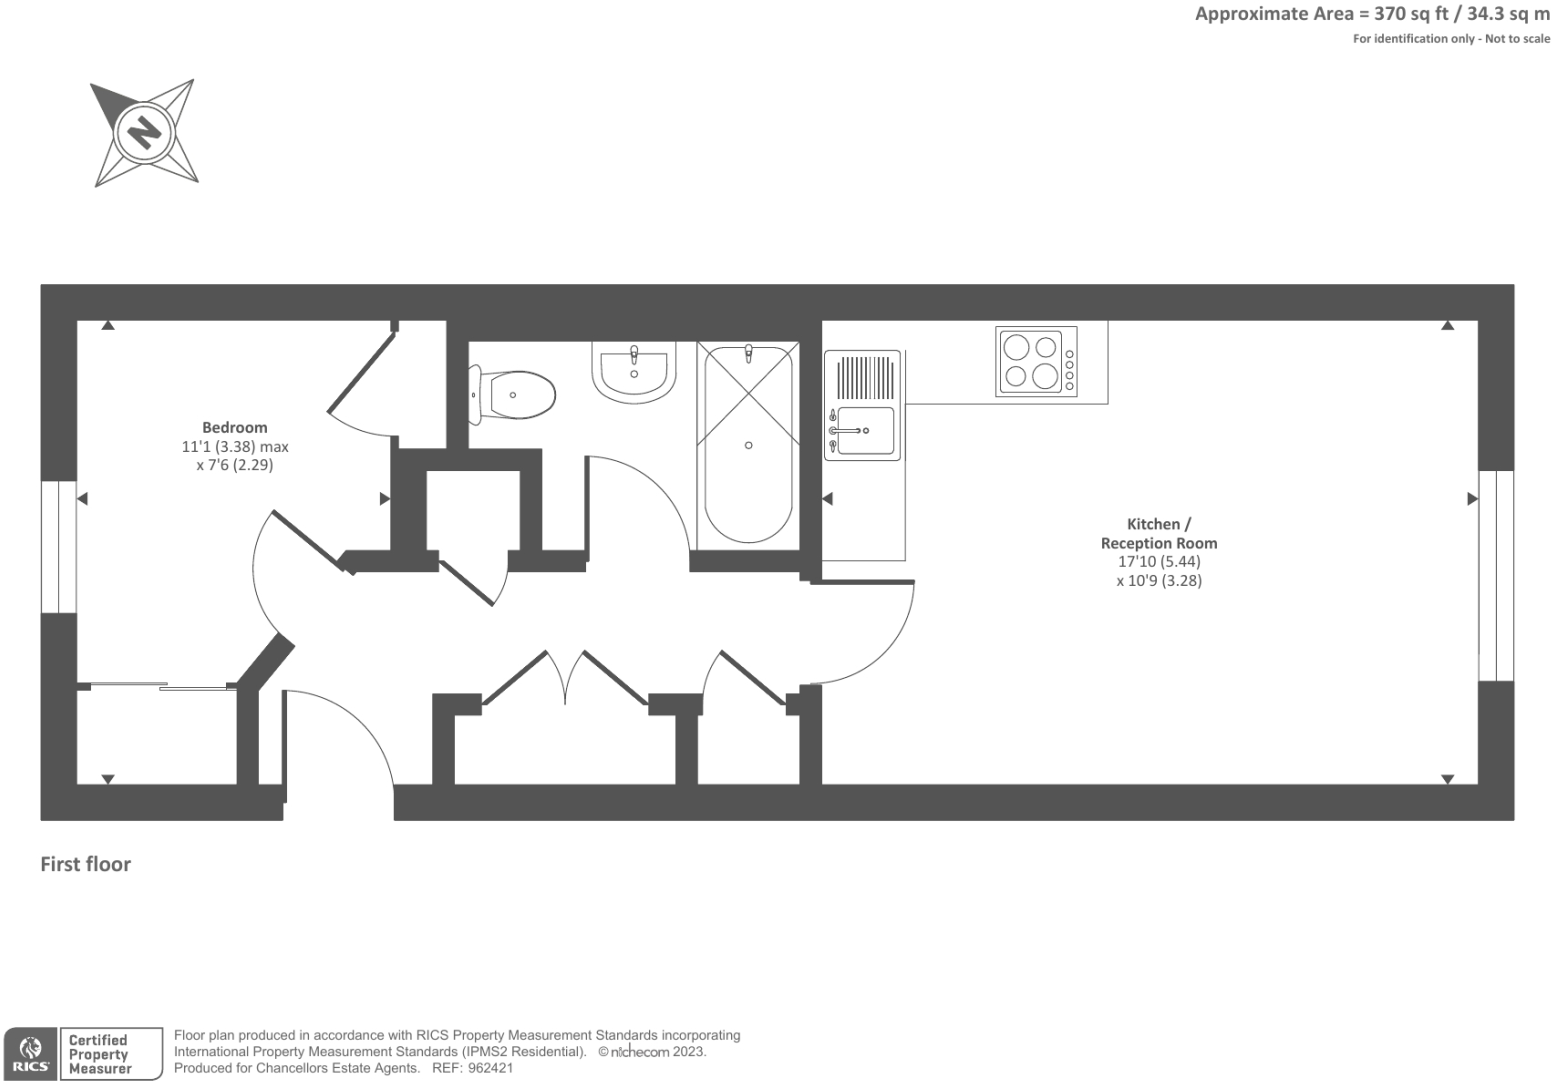 Approximate Area = 370 sq ft / 34.3 sq m
For identification only - Not to scale
N
Bedroom
11'1 (3.38) max
x 7'6 (2.29)
Kitchen /
Reception Room
17'10 (5.44)
x 10'9 (3.28)
First floor
RICS
Certified
Property
Measurer
Floor plan produced in accordance with RICS Property Measurement Standards incorporating
International Property Measurement Standards (IPMS2 Residential). © nichecom 2023.
Produced for Chancellors Estate Agents. REF: 962421